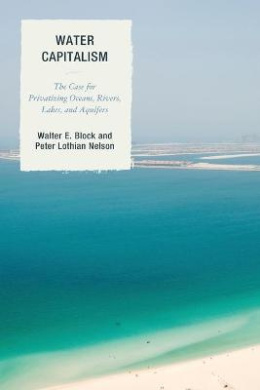 WATER
CAPITALISM
The Case for
Privatizing Oceans, Rivers,
Lakes, and Aquifers
Walter E. Block and
Peter Lothian Nelson